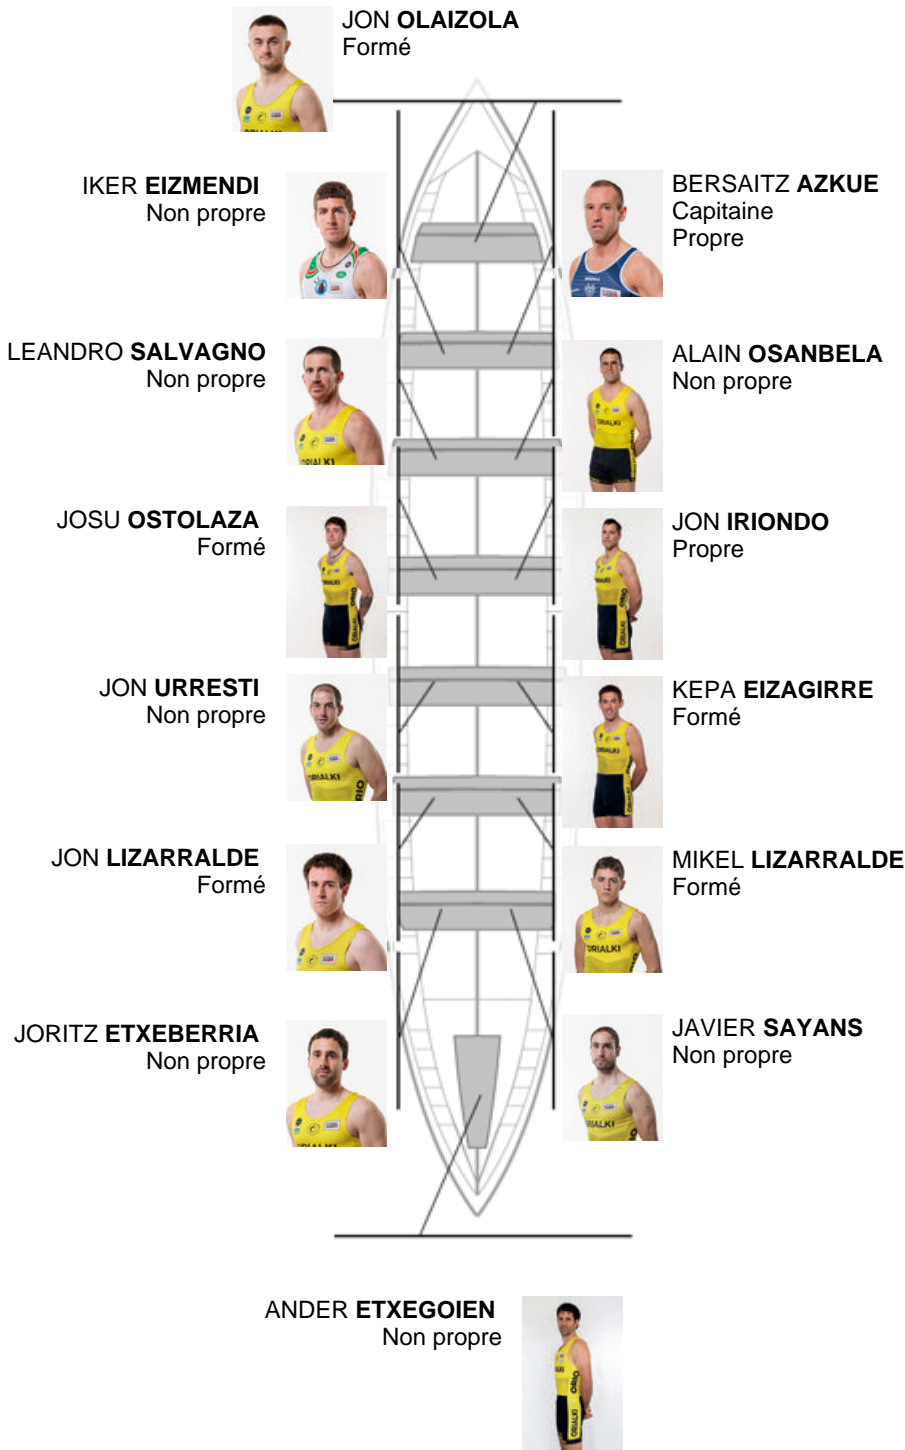 JON OLAIZOLA
Formé
IKER EIZMENDI
Non propre
BERSAITZ AZKUE
Capitaine
Propre
LEANDRO SALVAGNO
Non propre
ALAIN OSANBELA
Non propre
JOSU OSTOLAZA
Formé
JON IRIONDO
Propre
JON URRESTI
Non propre
KEPA EIZAGIRRE
Formé
JON LIZARRALDE
Formé
MIKEL LIZARRALDE
Formé
JORITZ ETXEBERRIA
Non propre
JAVIER SAYANS
Non propre
ANDER ETXEGOIEN
Non propre